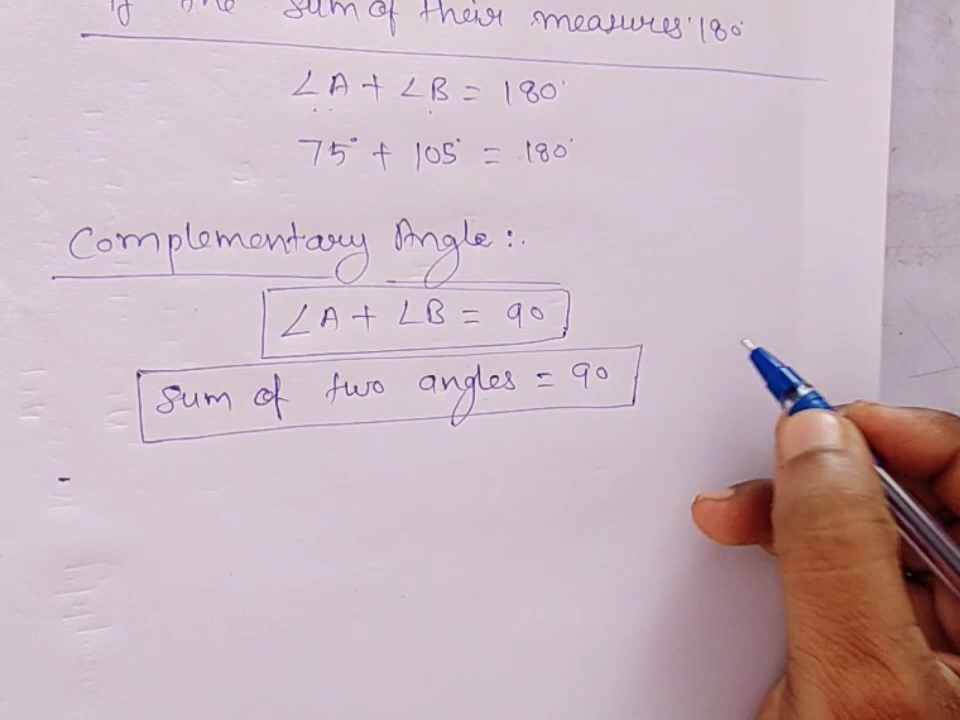 sum of their measures 180°
∠A + ∠B = 180°
75° + 105° = 180°
Complementary Angle :.
∠A + ∠B = 90
Sum of two angles = 90